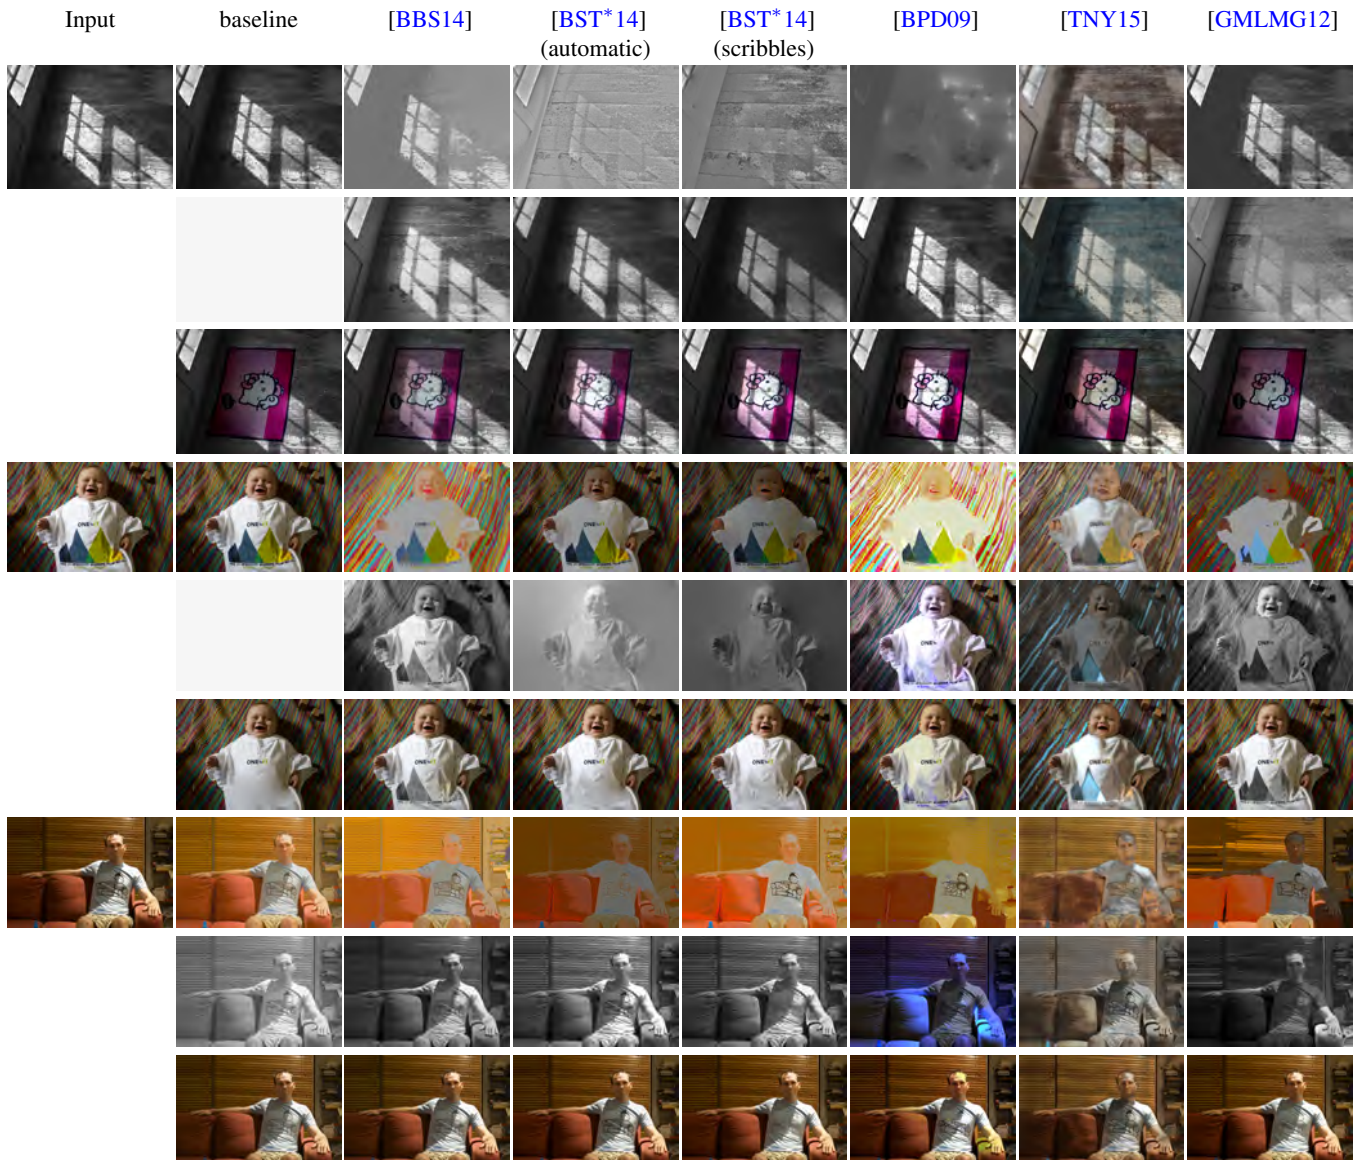 Input baseline [BBS14] [BST*14] [BST*14] [BPD09] [TNY15] [GMLMG12]
(automatic) (scribbles)